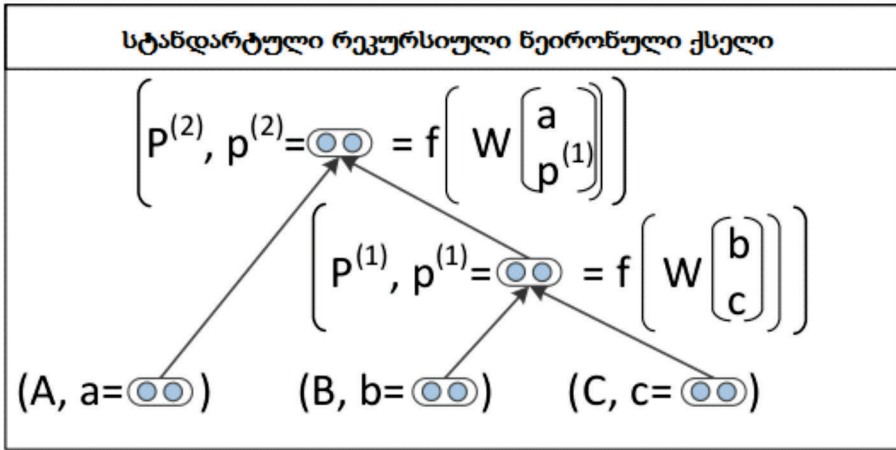 სტანდარტული რეკურსიული ნეირონული ქსელი
(P⁽²⁾, p⁽²⁾= = f( W [a p⁽¹⁾]))
(P⁽¹⁾, p⁽¹⁾= = f( W [b c]))
(A, a= ) (B, b= ) (C, c= )